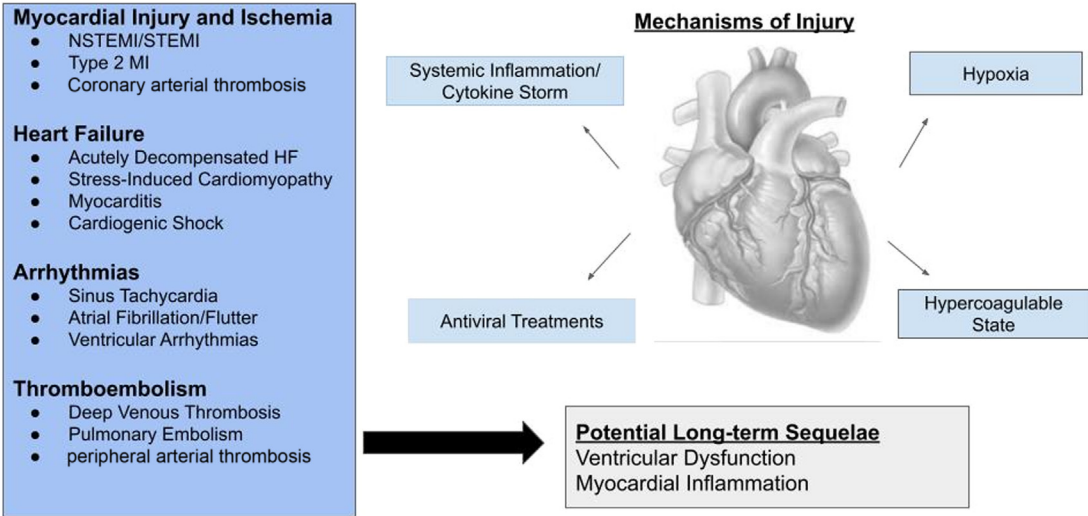 Myocardial Injury and Ischemia
● NSTEMI/STEMI
● Type 2 MI
● Coronary arterial thrombosis
Heart Failure
● Acutely Decompensated HF
● Stress-Induced Cardiomyopathy
● Myocarditis
● Cardiogenic Shock
Arrhythmias
● Sinus Tachycardia
● Atrial Fibrillation/Flutter
● Ventricular Arrhythmias
Thromboembolism
● Deep Venous Thrombosis
● Pulmonary Embolism
● peripheral arterial thrombosis
Mechanisms of Injury
Systemic Inflammation/
Cytokine Storm
Hypoxia
Antiviral Treatments
Hypercoagulable
State
Potential Long-term Sequelae
Ventricular Dysfunction
Myocardial Inflammation